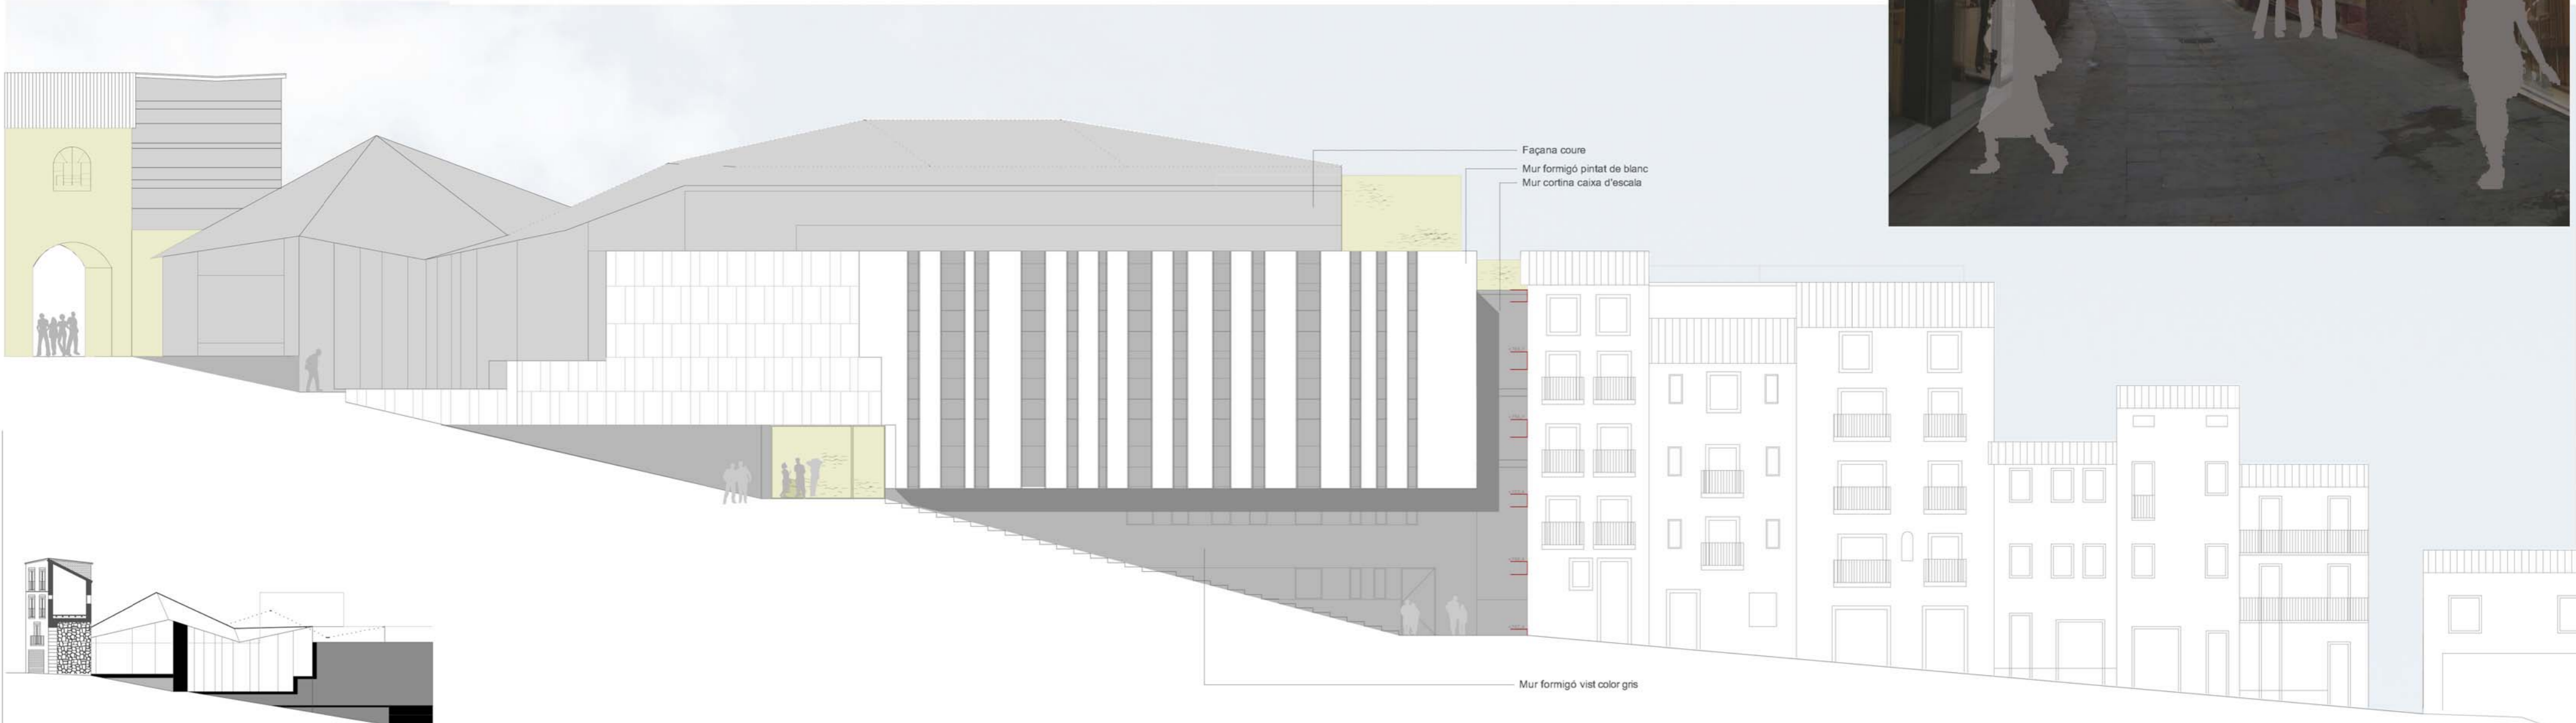 Façana coure
Mur formigó pintat de blanc
Mur cortina caixa d'escala
Mur formigó vist color gris